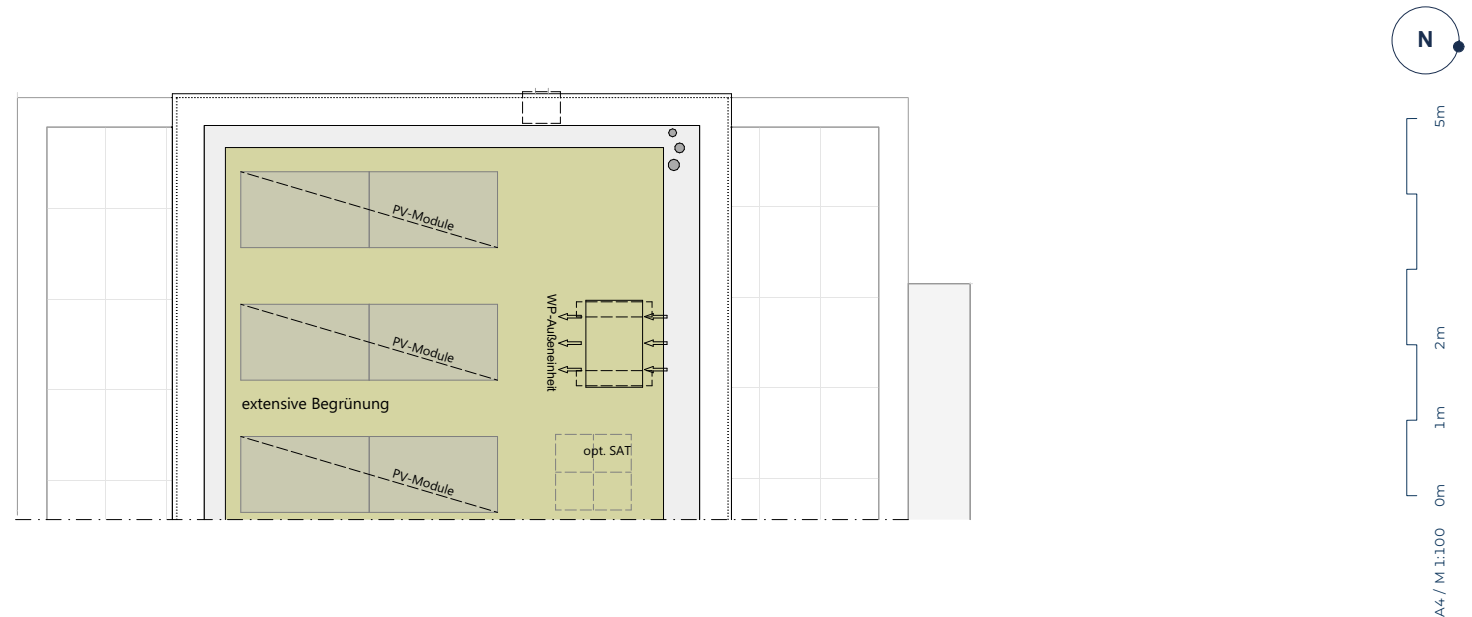 N
PV-Module
PV-Module
WP-Außeneinheit
extensive Begrünung
PV-Module
opt. SAT
5m
2m
1m
0m
A4 / M 1:100